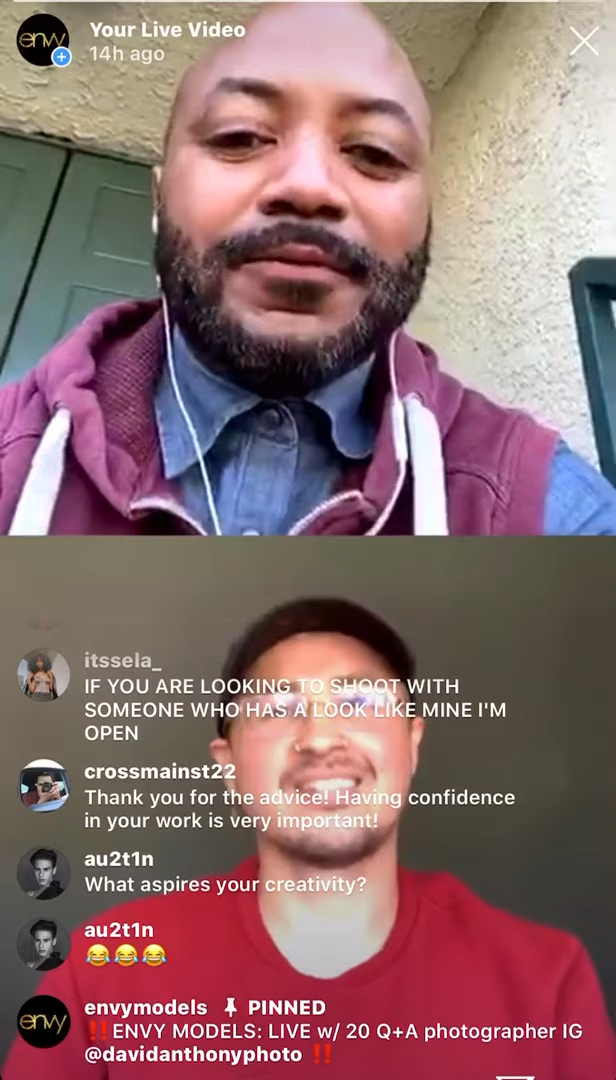 envy
Your Live Video
14h ago
itssela_
IF YOU ARE LOOKING TO SHOOT WITH
SOMEONE WHO HAS A LOOK LIKE MINE I'M
OPEN
crossmainst22
Thank you for the advice! Having confidence
in your work is very important!
au2t1n
What aspires your creativity?
au2t1n
😂😂😂
envy
envymodels 📌 PINNED
‼️ENVY MODELS: LIVE w/ 20 Q+A photographer IG
@davidanthonyphoto ‼️